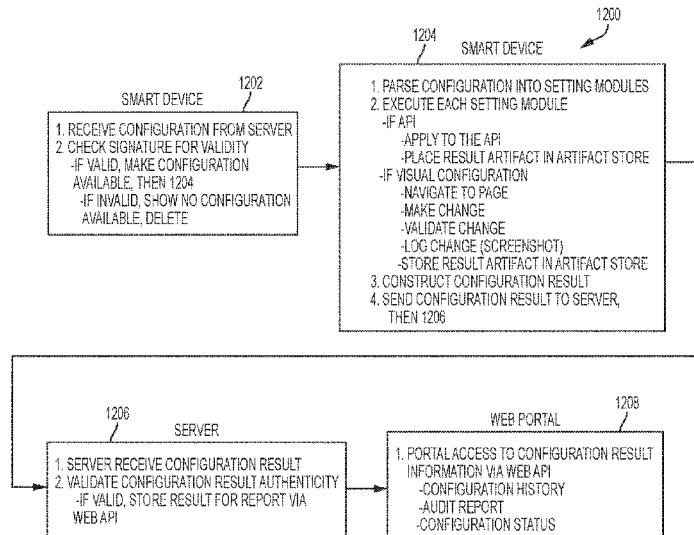 1200
1202
SMART DEVICE
1. RECEIVE CONFIGURATION FROM SERVER
2. CHECK SIGNATURE FOR VALIDITY
-IF VALID, MAKE CONFIGURATION
AVAILABLE, THEN 1204
-IF INVALID, SHOW NO CONFIGURATION
AVAILABLE, DELETE
1204
SMART DEVICE
1. PARSE CONFIGURATION INTO SETTING MODULES
2. EXECUTE EACH SETTING MODULE
-IF API
-APPLY TO THE API
-PLACE RESULT ARTIFACT IN ARTIFACT STORE
-IF VISUAL CONFIGURATION
-NAVIGATE TO PAGE
-MAKE CHANGE
-VALIDATE CHANGE
-LOG CHANGE (SCREENSHOT)
-STORE RESULT ARTIFACT IN ARTIFACT STORE
3. CONSTRUCT CONFIGURATION RESULT
4. SEND CONFIGURATION RESULT TO SERVER,
THEN 1206
1206
SERVER
1. SERVER RECEIVE CONFIGURATION RESULT
2. VALIDATE CONFIGURATION RESULT AUTHENTICITY
-IF VALID, STORE RESULT FOR REPORT VIA
WEB API
1208
WEB PORTAL
1. PORTAL ACCESS TO CONFIGURATION RESULT
INFORMATION VIA WEB API
-CONFIGURATION HISTORY
-AUDIT REPORT
-CONFIGURATION STATUS